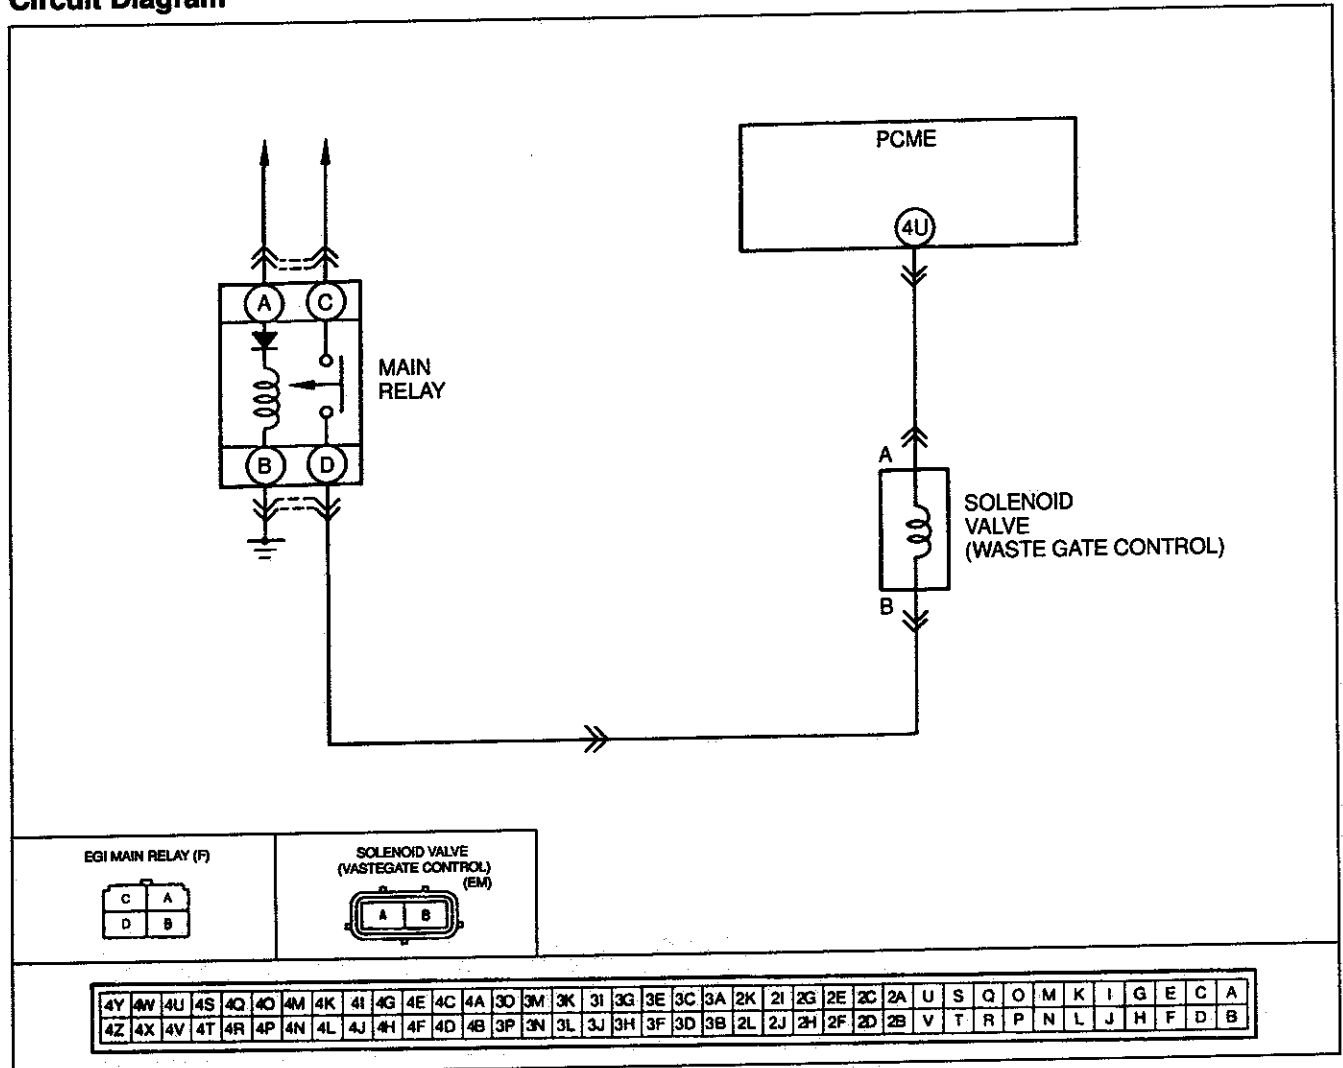 Circuit Diagram
PCME
4U
A C
MAIN
RELAY
B D
A
SOLENOID
VALVE
(WASTE GATE CONTROL)
B
EGI MAIN RELAY (F)
C A
D B
SOLENOID VALVE
(VASTEGATE CONTROL)
(EM)
A B
4Y 4W 4U 4S 4Q 4O 4M 4K 4I 4G 4E 4C 4A 3O 3M 3K 3I 3G 3E 3C 3A 2K 2I 2G 2E 2C 2A U S Q O M K I G E C A
4Z 4X 4V 4T 4R 4P 4N 4L 4J 4H 4F 4D 4B 3P 3N 3L 3J 3H 3F 3D 3B 2L 2J 2H 2F 2D 2B V T R P N L J H F D B